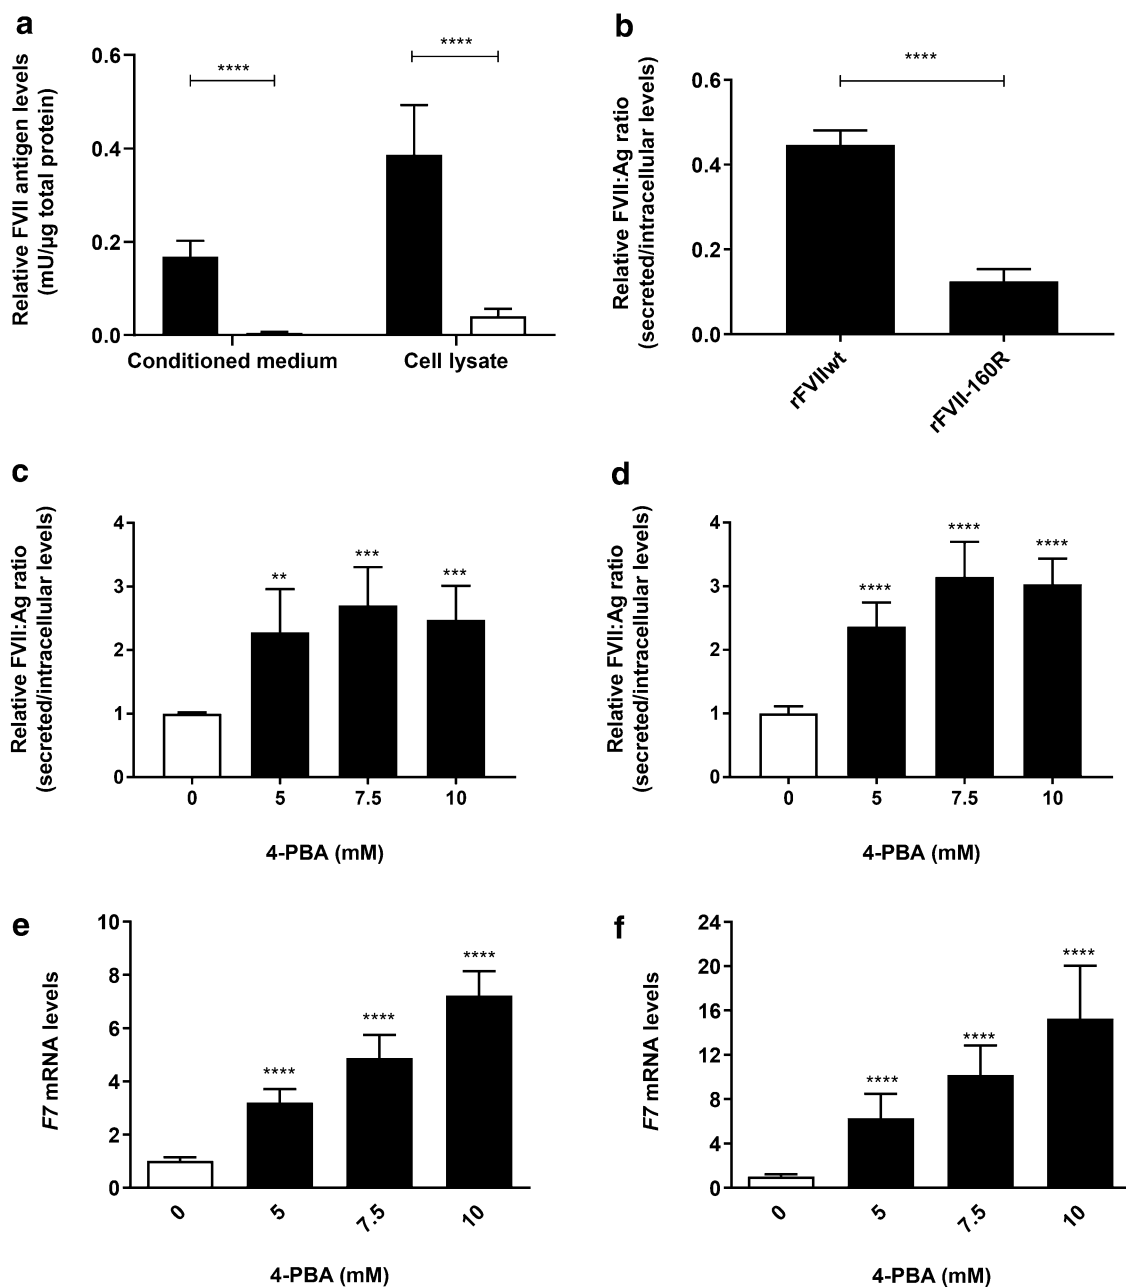 a
Relative FVII antigen levels
(mU/µg total protein)
0.6
0.4
0.2
0.0
****
****
Conditioned medium
Cell lysate
b
Relative FVII:Ag ratio
(secreted/intracellular levels)
0.6
0.4
0.2
0.0
****
rFVIIwt
rFVII-160R
c
Relative FVII:Ag ratio
(secreted/intracellular levels)
4
3
2
1
0
**
***
***
0
5
7.5
10
4-PBA (mM)
d
Relative FVII:Ag ratio
(secreted/intracellular levels)
4
3
2
1
0
****
****
****
0
5
7.5
10
4-PBA (mM)
e
F7 mRNA levels
10
8
6
4
2
0
****
****
****
0
5
7.5
10
4-PBA (mM)
f
F7 mRNA levels
24
20
16
12
8
4
0
****
****
****
0
5
7.5
10
4-PBA (mM)